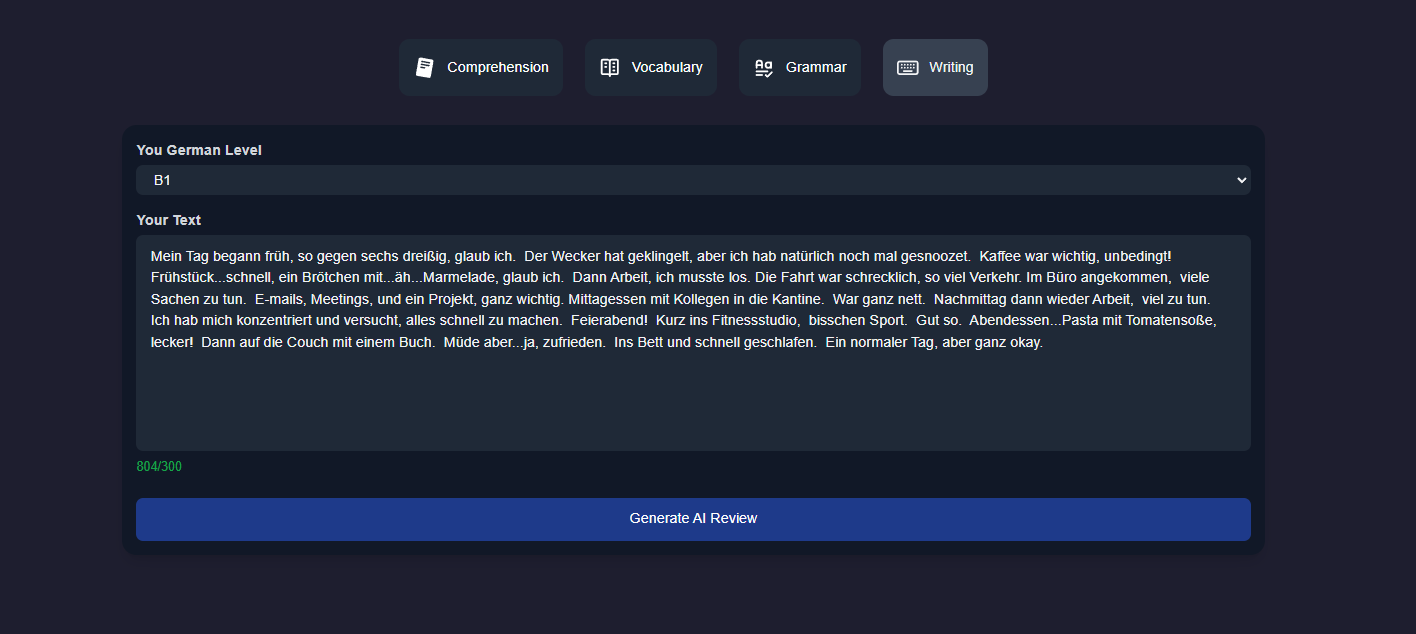 Comprehension Vocabulary Grammar Writing
You German Level
B1
Your Text
Mein Tag begann früh, so gegen sechs dreißig, glaub ich.  Der Wecker hat geklingelt, aber ich hab natürlich noch mal gesnoozet.  Kaffee war wichtig, unbedingt!
Frühstück...schnell, ein Brötchen mit...äh...Marmelade, glaub ich.  Dann Arbeit, ich musste los. Die Fahrt war schrecklich, so viel Verkehr. Im Büro angekommen,  viele
Sachen zu tun.  E-mails, Meetings, und ein Projekt, ganz wichtig. Mittagessen mit Kollegen in die Kantine.  War ganz nett.  Nachmittag dann wieder Arbeit,  viel zu tun.
Ich hab mich konzentriert und versucht, alles schnell zu machen.  Feierabend!  Kurz ins Fitnessstudio,  bisschen Sport.  Gut so.  Abendessen...Pasta mit Tomatensoße,
lecker!  Dann auf die Couch mit einem Buch.  Müde aber...ja, zufrieden.  Ins Bett und schnell geschlafen.  Ein normaler Tag, aber ganz okay.
804/300
Generate AI Review